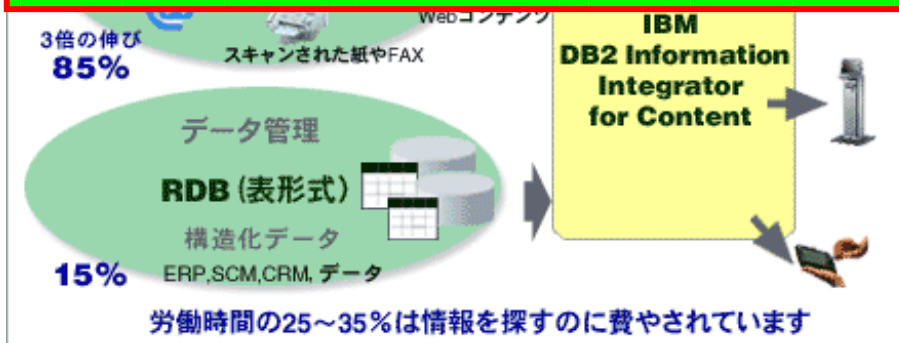 Webコンテンツ
3倍の伸び
85%
スキャンされた紙やFAX
IBM
DB2 Information
Integrator
for Content
データ管理
RDB (表形式)
構造化データ
15%
ERP,SCM,CRM, データ
労働時間の25～35%は情報を探すのに費やされています